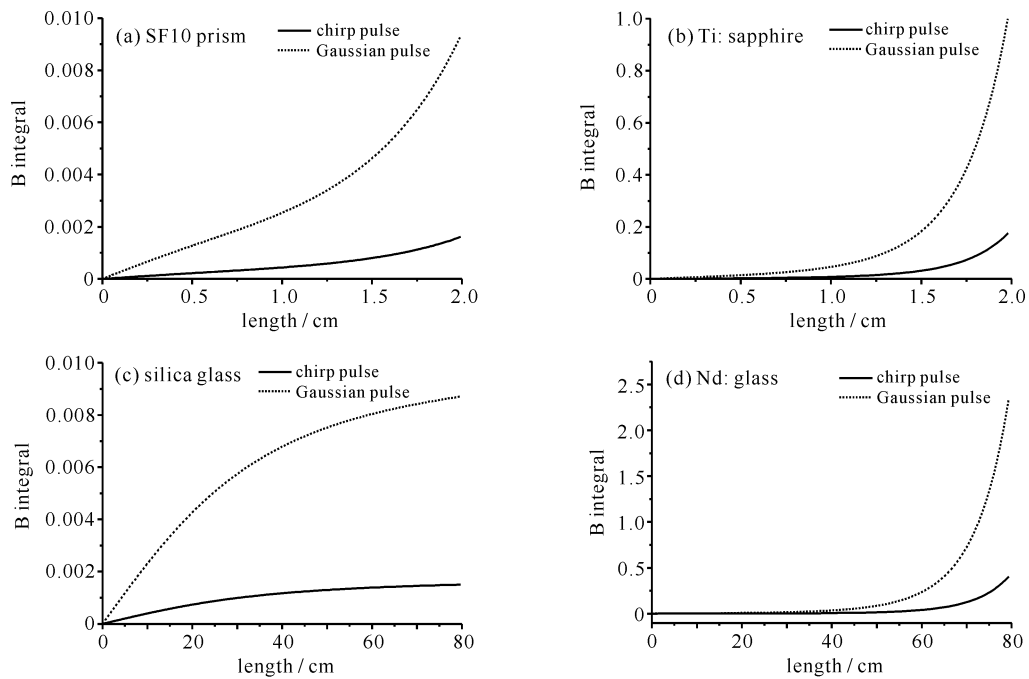 (a) SF10 prism
chirp pulse
Gaussian pulse
0.010
0.008
0.006
0.004
0.002
0
B integral
0 0.5 1.0 1.5 2.0
length / cm
(b) Ti: sapphire
chirp pulse
Gaussian pulse
1.0
0.8
0.6
0.4
0.2
0
B integral
0 0.5 1.0 1.5 2.0
length / cm
(c) silica glass
chirp pulse
Gaussian pulse
0.010
0.008
0.006
0.004
0.002
0
B integral
0 20 40 60 80
length / cm
(d) Nd: glass
chirp pulse
Gaussian pulse
2.5
2.0
1.5
1.0
0.5
0
B integral
0 20 40 60 80
length / cm